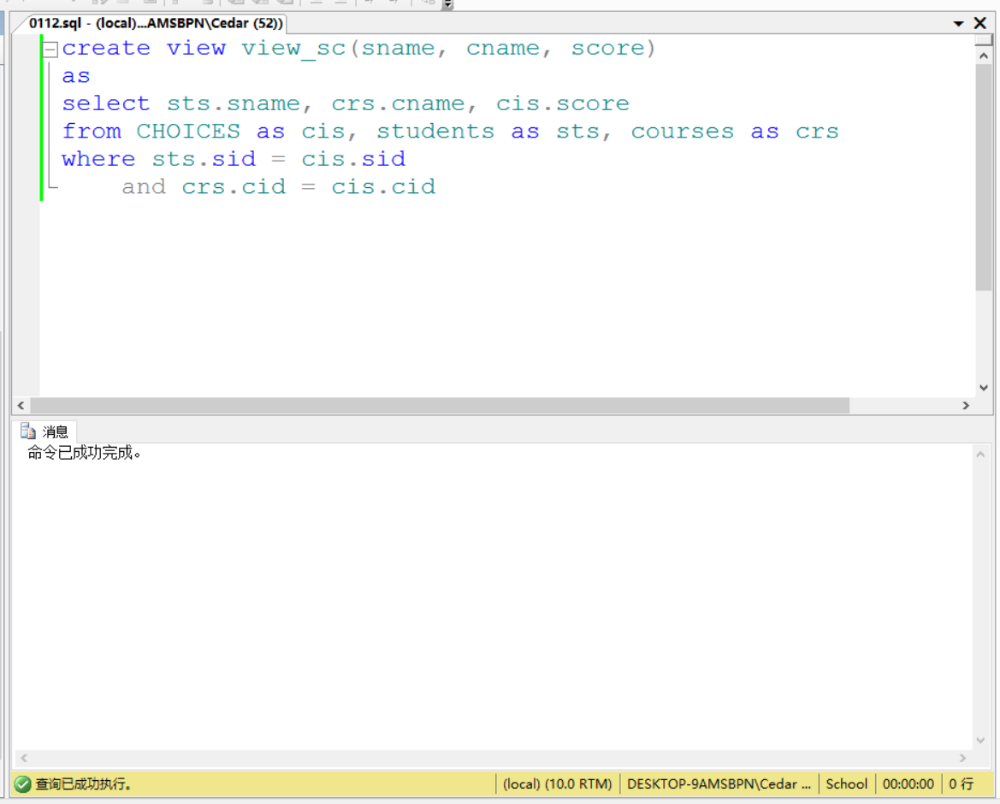 0112.sql - (local)...AMSBPN\Cedar (52))
create view view_sc(sname, cname, score)
as
select sts.sname, crs.cname, cis.score
from CHOICES as cis, students as sts, courses as crs
where sts.sid = cis.sid
and crs.cid = cis.cid
消息
命令已成功完成。
查询已成功执行。 (local) (10.0 RTM) DESKTOP-9AMSBPN\Cedar ... School 00:00:00 0 行